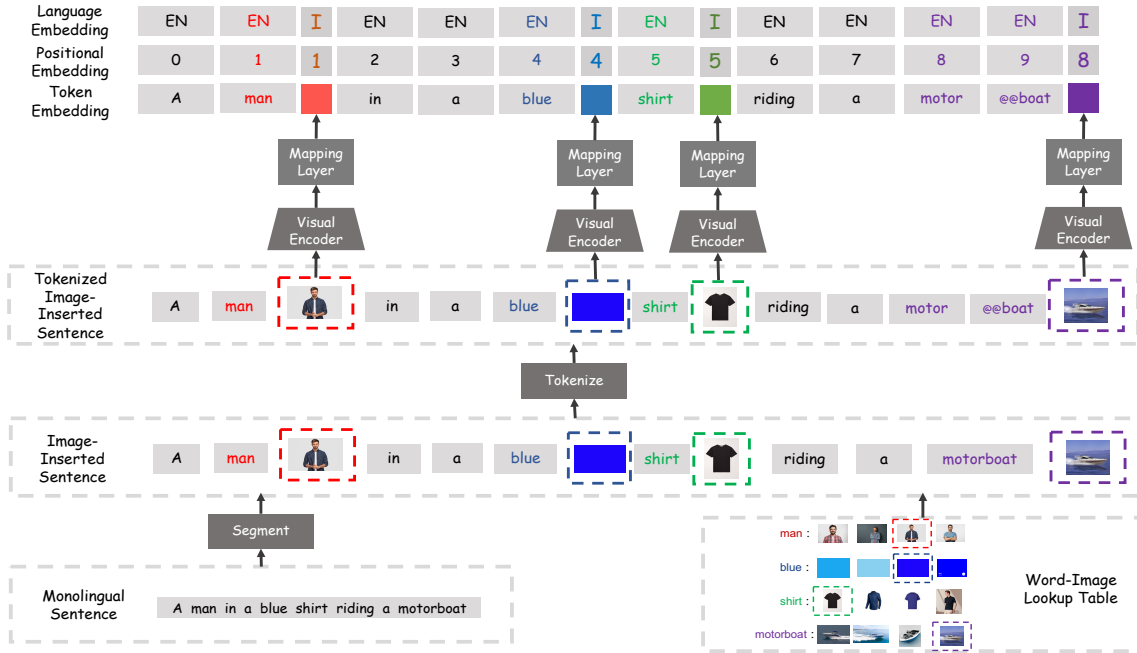 Language Embedding EN EN I EN EN EN I EN I EN EN EN EN I
Positional Embedding 0 1 1 2 3 4 4 5 5 6 7 8 9 8
Token Embedding A man in a blue shirt riding a motor @@boat
Mapping Layer Mapping Layer Mapping Layer Mapping Layer
Visual Encoder Visual Encoder Visual Encoder Visual Encoder
Tokenized Image-Inserted Sentence A man in a blue shirt riding a motor @@boat
Tokenize
Image-Inserted Sentence A man in a blue shirt riding a motorboat
Segment
Monolingual Sentence A man in a blue shirt riding a motorboat
man :
blue :
shirt :
motorboat :
Word-Image
Lookup Table